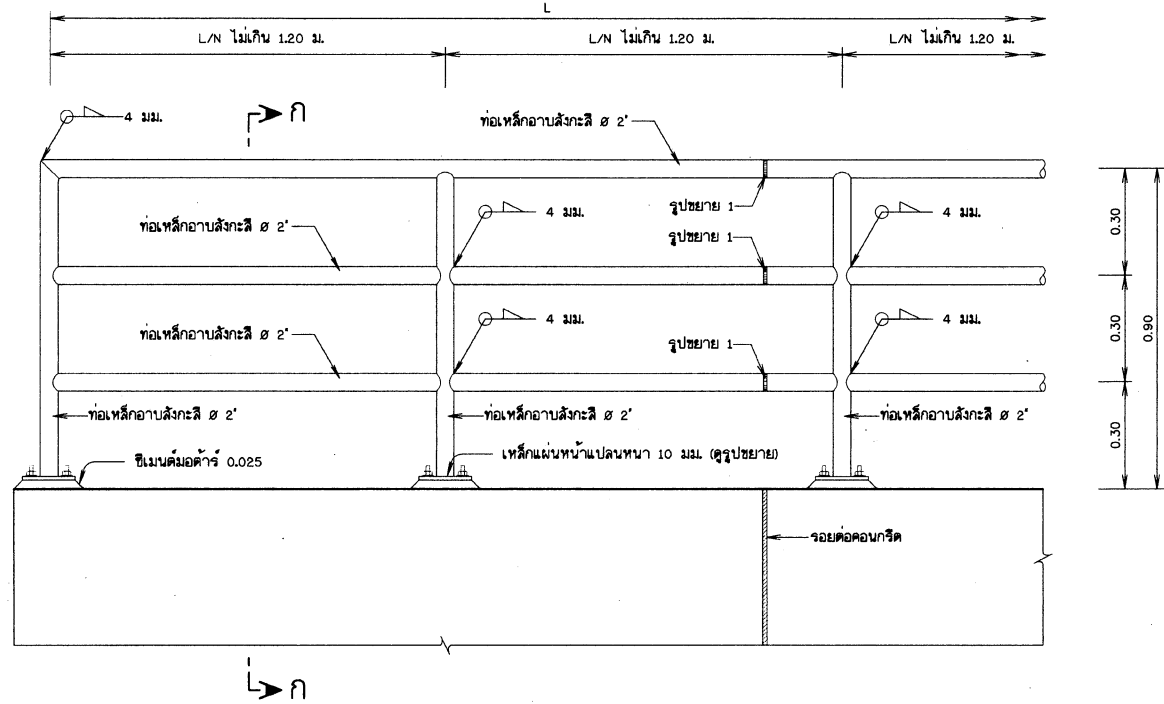 L
L/N ไม่เกิน 1.20 ม.
L/N ไม่เกิน 1.20 ม.
L/N ไม่เกิน 1.20 ม.
ก
4 มม.
ท่อเหล็กอาบลังกะสี ø 2"
รูปขยาย 1
4 มม.
4 มม.
ท่อเหล็กอาบลังกะสี ø 2"
รูปขยาย 1
0.30
4 มม.
4 มม.
ท่อเหล็กอาบลังกะสี ø 2"
รูปขยาย 1
0.30
0.90
ท่อเหล็กอาบลังกะสี ø 2"
ท่อเหล็กอาบลังกะสี ø 2"
ท่อเหล็กอาบลังกะสี ø 2"
0.30
ซีเมนต์มอต้าร์ 0.025
เหล็กแผ่นหน้าแปลนหนา 10 มม. (ดูรูปขยาย)
รอยต่อคอนกรีต
ก